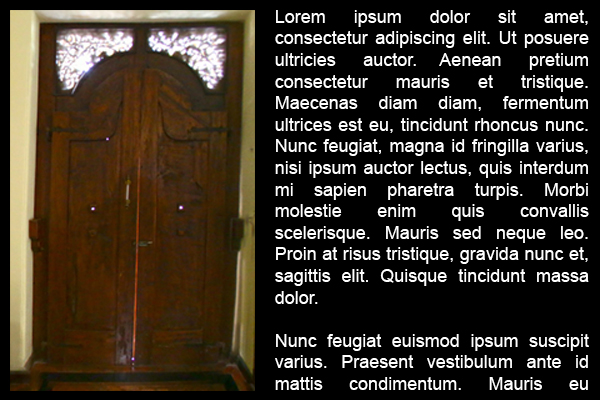 Lorem ipsum dolor sit amet,
consectetur adipiscing elit. Ut posuere
ultricies auctor. Aenean pretium
consectetur mauris et tristique.
Maecenas diam diam, fermentum
ultrices est eu, tincidunt rhoncus nunc.
Nunc feugiat, magna id fringilla varius,
nisi ipsum auctor lectus, quis interdum
mi sapien pharetra turpis. Morbi
molestie enim quis convallis
scelerisque. Mauris sed neque leo.
Proin at risus tristique, gravida nunc et,
sagittis elit. Quisque tincidunt massa
dolor.
Nunc feugiat euismod ipsum suscipit
varius. Praesent vestibulum ante id
mattis condimentum. Mauris eu